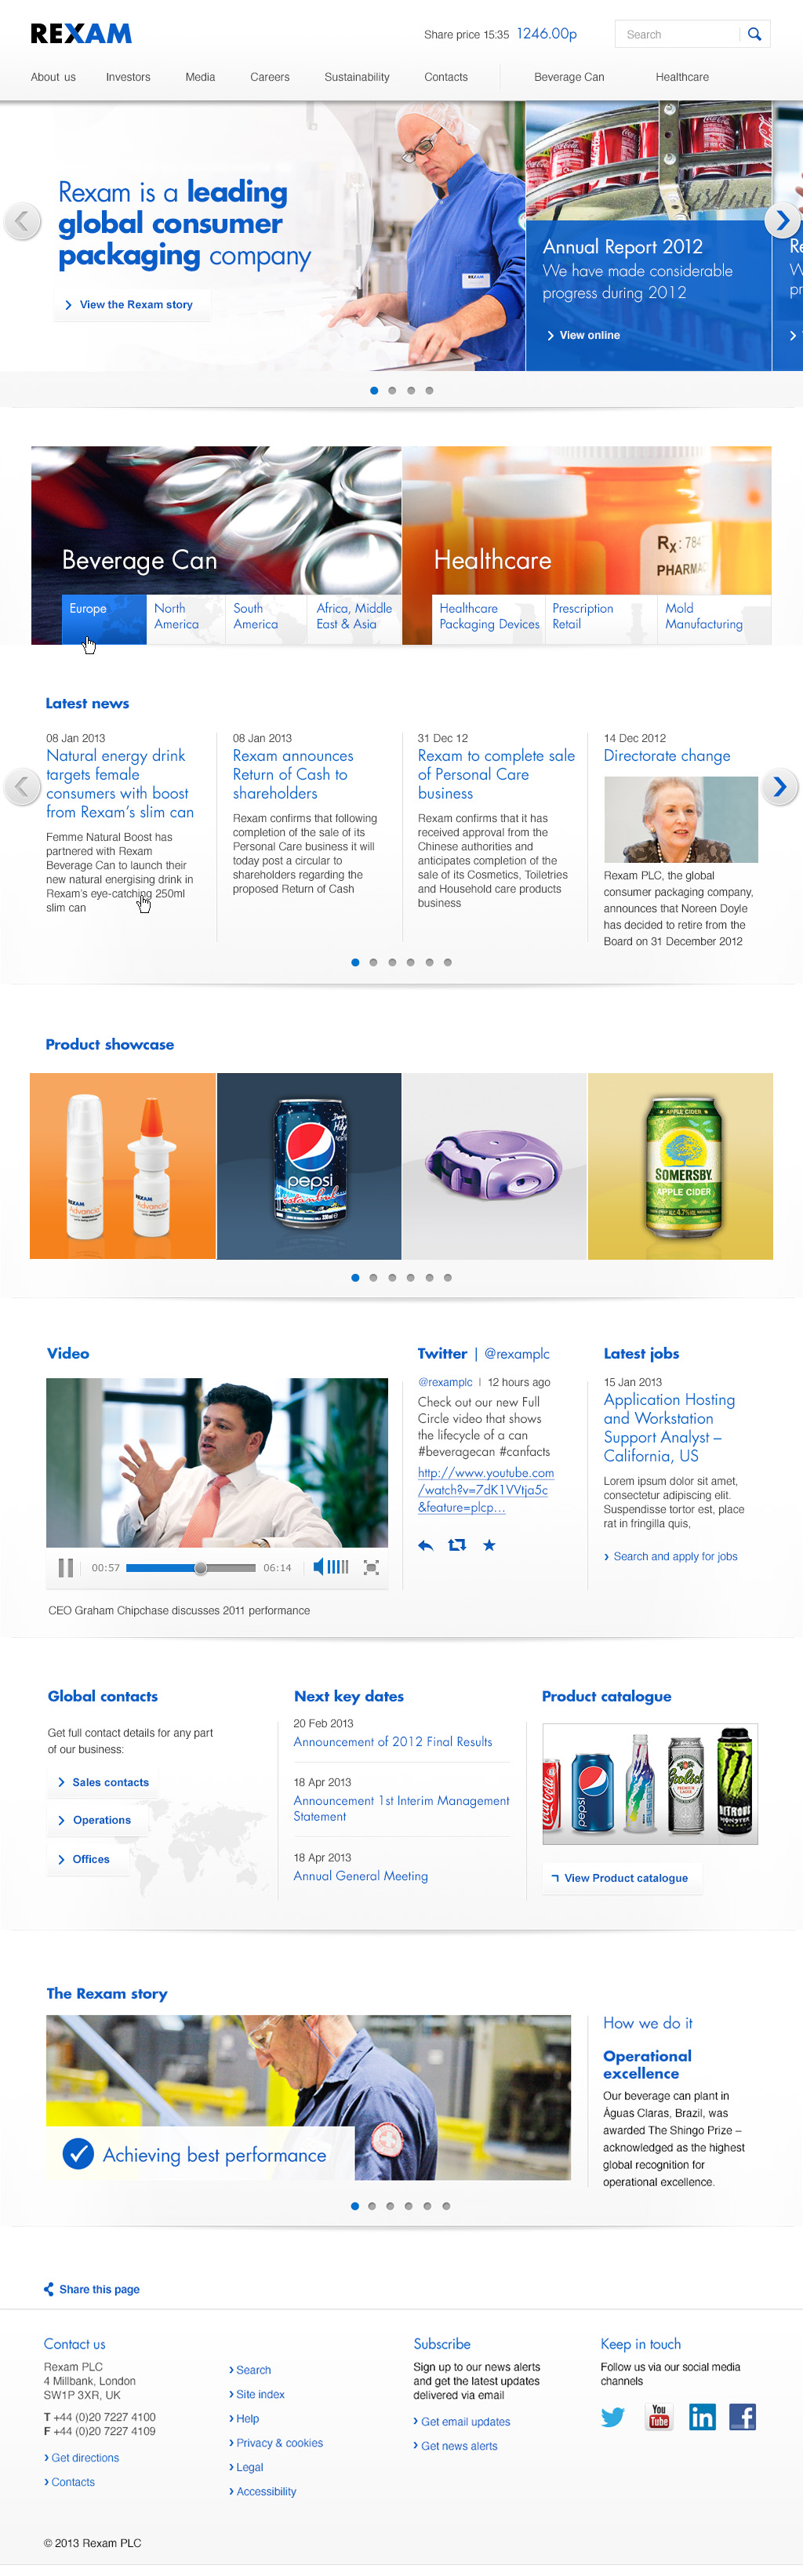 REXAM
Share price 15:35 1246.00p
Search
About us Investors Media Careers Sustainability Contacts Beverage Can Healthcare
Rexam is a leading
global consumer
packaging company
View the Rexam story
REXAM
Annual Report 2012
We have made considerable
progress during 2012
View online
Re
W
pr
Beverage Can
Europe
North
America
South
America
Africa, Middle
East & Asia
Rx: 784
PHARMAC
Healthcare
Healthcare
Packaging Devices
Prescription
Retail
Mold
Manufacturing
Latest news
08 Jan 2013
Natural energy drink
targets female
consumers with boost
from Rexam's slim can
Femme Natural Boost has
partnered with Rexam
Beverage Can to launch their
new natural energising drink in
Rexam's eye-catching 250ml
slim can
08 Jan 2013
Rexam announces
Return of Cash to
shareholders
Rexam confirms that following
completion of the sale of its
Personal Care business it will
today post a circular to
shareholders regarding the
proposed Return of Cash
31 Dec 12
Rexam to complete sale
of Personal Care
business
Rexam confirms that it has
received approval from the
Chinese authorities and
anticipates completion of the
sale of its Cosmetics, Toiletries
and Household care products
business
14 Dec 2012
Directorate change
Rexam PLC, the global
consumer packaging company,
announces that Noreen Doyle
has decided to retire from the
Board on 31 December 2012
Product showcase
REXAM
Advancia
REXAM
Advancia
pepsi
istanbul
APPLE CIDER
SOMERSBY
APPLE CIDER
ALC 4.7% VOL
Video
00:57
06:14
CEO Graham Chipchase discusses 2011 performance
Twitter | @rexamplc
@rexamplc | 12 hours ago
Check out our new Full
Circle video that shows
the lifecycle of a can
#beveragecan #canfacts
http://www.youtube.com
/watch?v=7dK1VVtja5c
&feature=plcp...
Latest jobs
15 Jan 2013
Application Hosting
and Workstation
Support Analyst –
California, US
Lorem ipsum dolor sit amet,
consectetur adipiscing elit.
Suspendisse tortor est, place
rat in fringilla quis,
Search and apply for jobs
Global contacts
Get full contact details for any part
of our business:
Sales contacts
Operations
Offices
Next key dates
20 Feb 2013
Announcement of 2012 Final Results
18 Apr 2013
Announcement 1st Interim Management
Statement
18 Apr 2013
Annual General Meeting
Product catalogue
Coca-Cola
pepsi
Grolsch
NITROUS
MONSTER
View Product catalogue
The Rexam story
Achieving best performance
How we do it
Operational
excellence
Our beverage can plant in
Águas Claras, Brazil, was
awarded The Shingo Prize –
acknowledged as the highest
global recognition for
operational excellence.
Share this page
Contact us
Rexam PLC
4 Millbank, London
SW1P 3XR, UK
T +44 (0)20 7227 4100
F +44 (0)20 7227 4109
Get directions
Contacts
Search
Site index
Help
Privacy & cookies
Legal
Accessibility
Subscribe
Sign up to our news alerts
and get the latest updates
delivered via email
Get email updates
Get news alerts
Keep in touch
Follow us via our social media
channels
You
Tube
in
f
© 2013 Rexam PLC